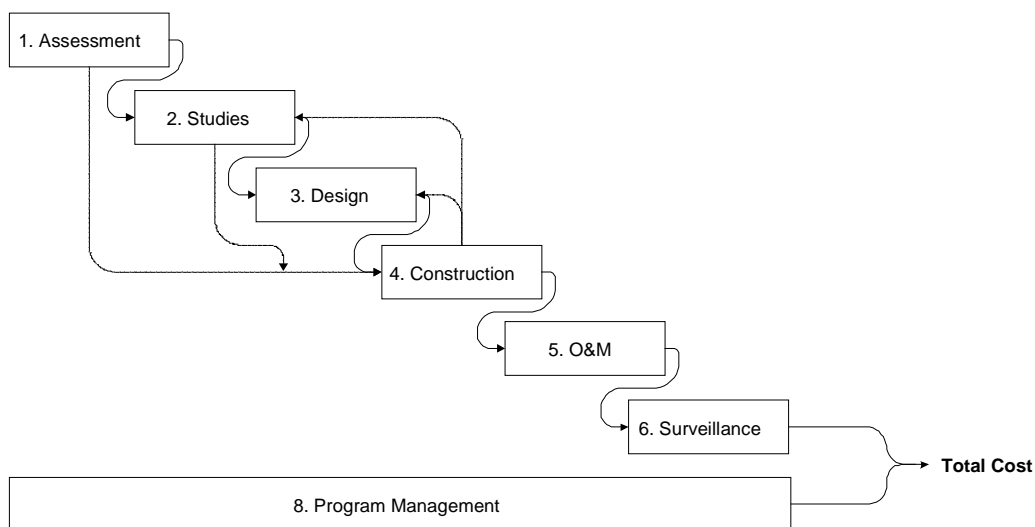 1. Assessment
2. Studies
3. Design
4. Construction
5. O&M
6. Surveillance
Total Cost
8. Program Management